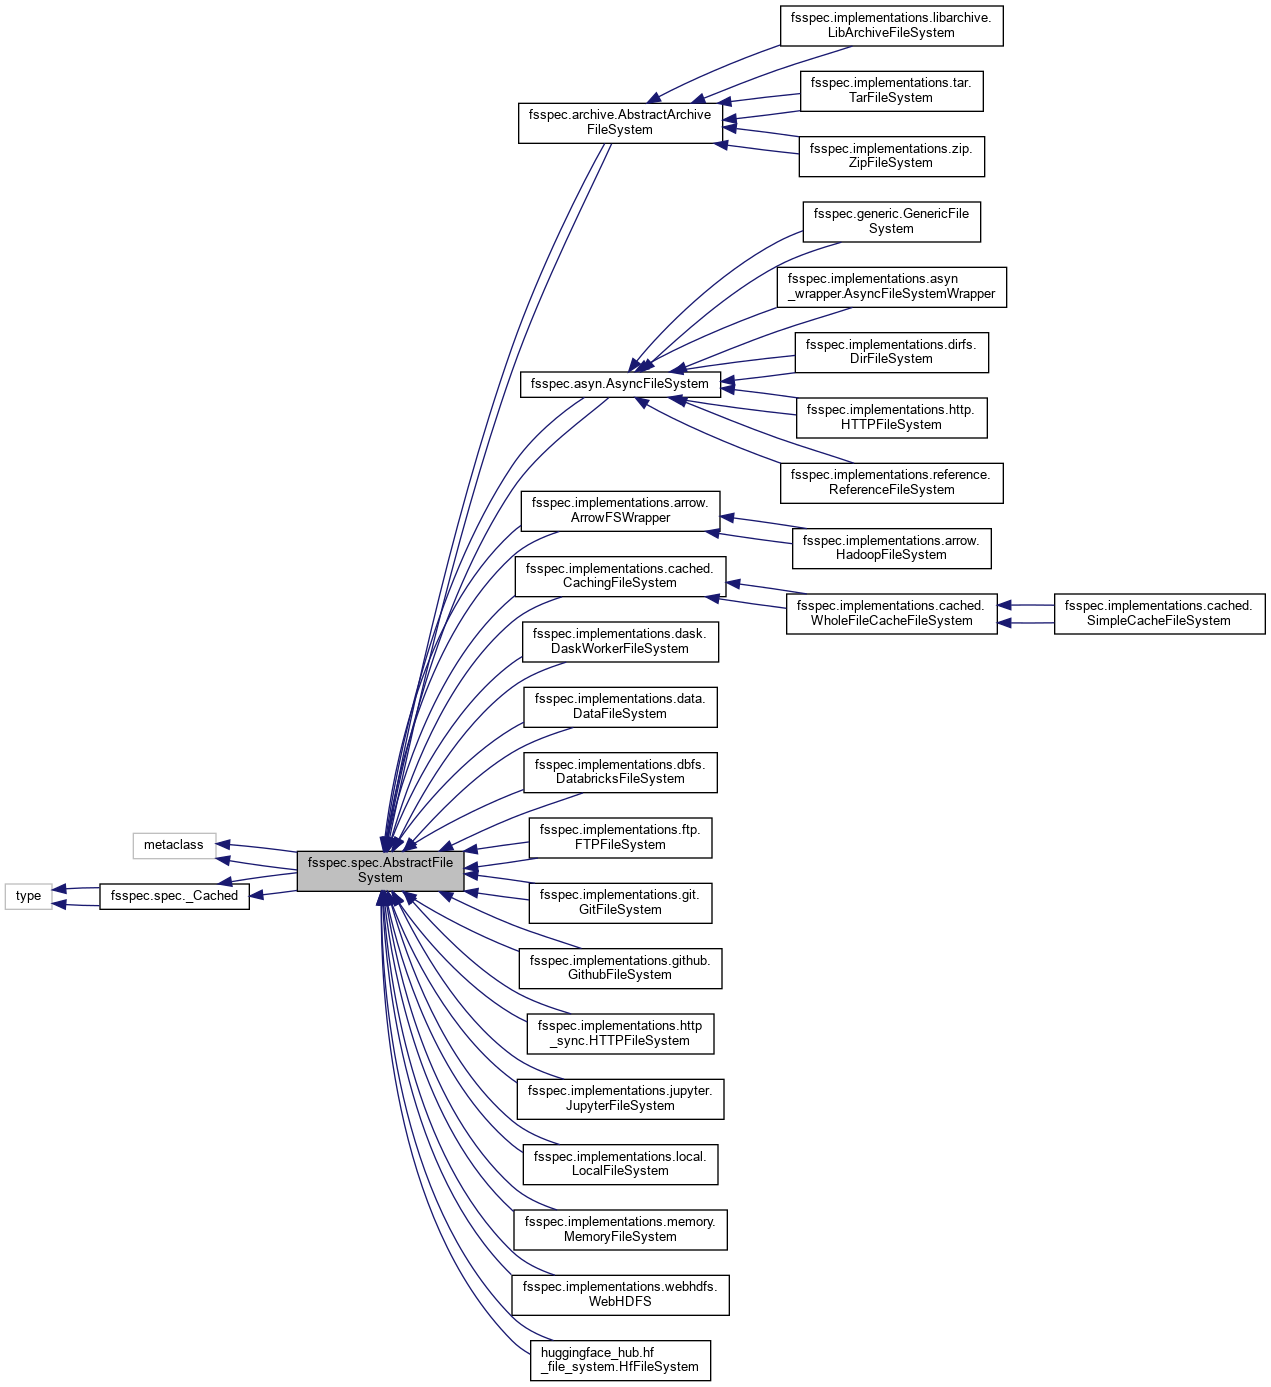 fsspec.implementations.libarchive.
LibArchiveFileSystem
fsspec.implementations.tar.
TarFileSystem
fsspec.archive.AbstractArchive
FileSystem
fsspec.implementations.zip.
ZipFileSystem
fsspec.generic.GenericFile
System
fsspec.implementations.asyn
_wrapper.AsyncFileSystemWrapper
fsspec.implementations.dirfs.
DirFileSystem
fsspec.asyn.AsyncFileSystem
fsspec.implementations.http.
HTTPFileSystem
fsspec.implementations.reference.
ReferenceFileSystem
fsspec.implementations.arrow.
ArrowFSWrapper
fsspec.implementations.arrow.
HadoopFileSystem
fsspec.implementations.cached.
CachingFileSystem
fsspec.implementations.cached.
WholeFileCacheFileSystem
fsspec.implementations.cached.
SimpleCacheFileSystem
fsspec.implementations.dask.
DaskWorkerFileSystem
fsspec.implementations.data.
DataFileSystem
fsspec.implementations.dbfs.
DatabricksFileSystem
fsspec.implementations.ftp.
FTPFileSystem
metaclass
fsspec.spec.AbstractFile
System
type
fsspec.spec._Cached
fsspec.implementations.git.
GitFileSystem
fsspec.implementations.github.
GithubFileSystem
fsspec.implementations.http
_sync.HTTPFileSystem
fsspec.implementations.jupyter.
JupyterFileSystem
fsspec.implementations.local.
LocalFileSystem
fsspec.implementations.memory.
MemoryFileSystem
fsspec.implementations.webhdfs.
WebHDFS
huggingface_hub.hf
_file_system.HfFileSystem